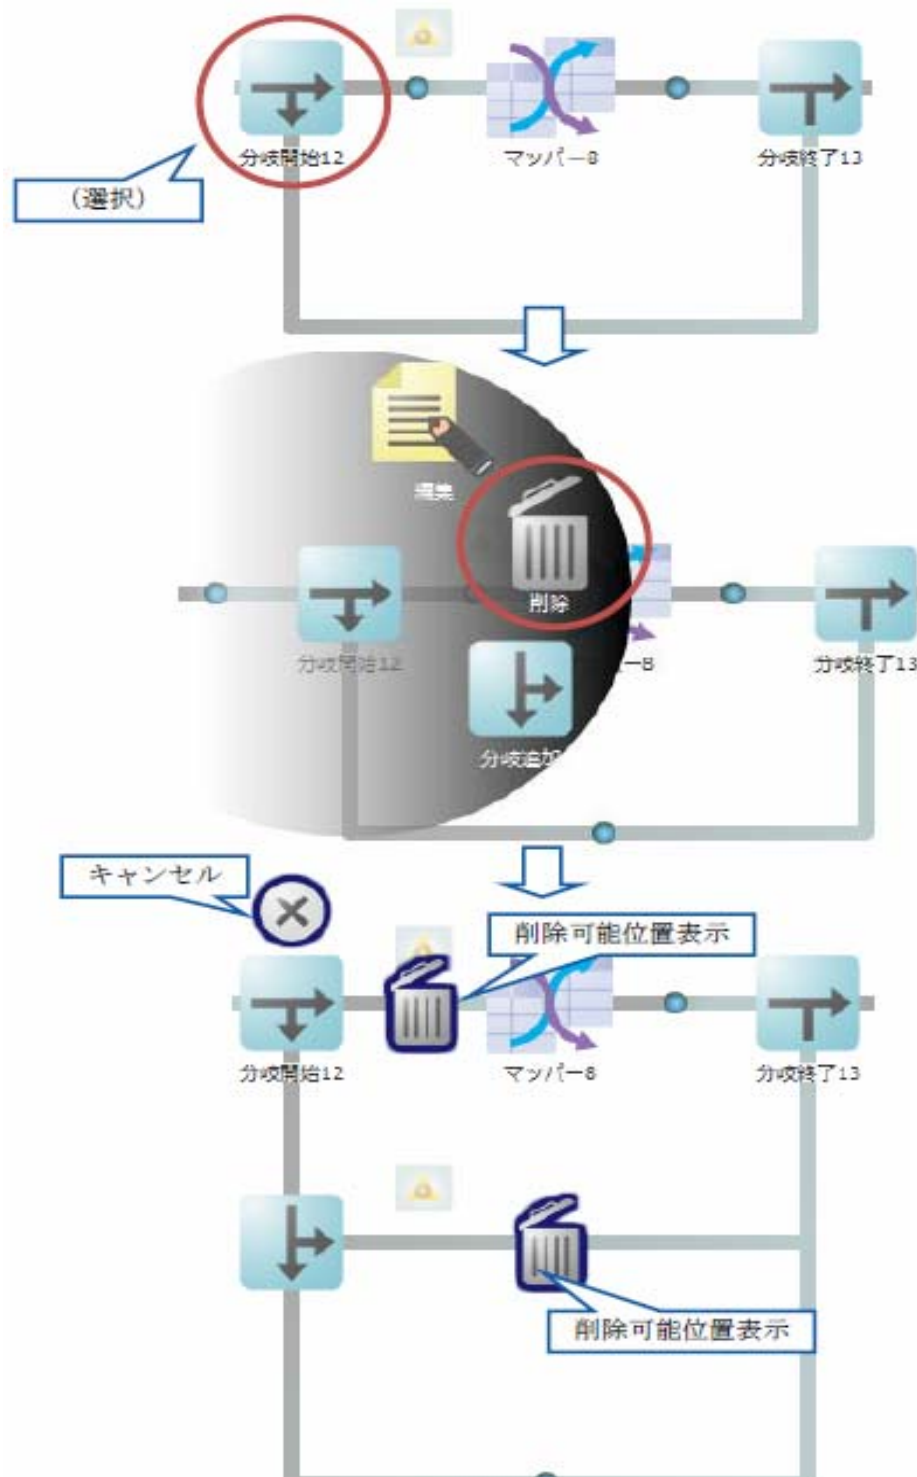 分岐開始12
マッパー8
分岐終了13
（選択）
編集
削除
分岐開始12
ー8
分岐終了13
分岐追加
キャンセル
削除可能位置表示
分岐開始12
マッパー8
分岐終了13
削除可能位置表示